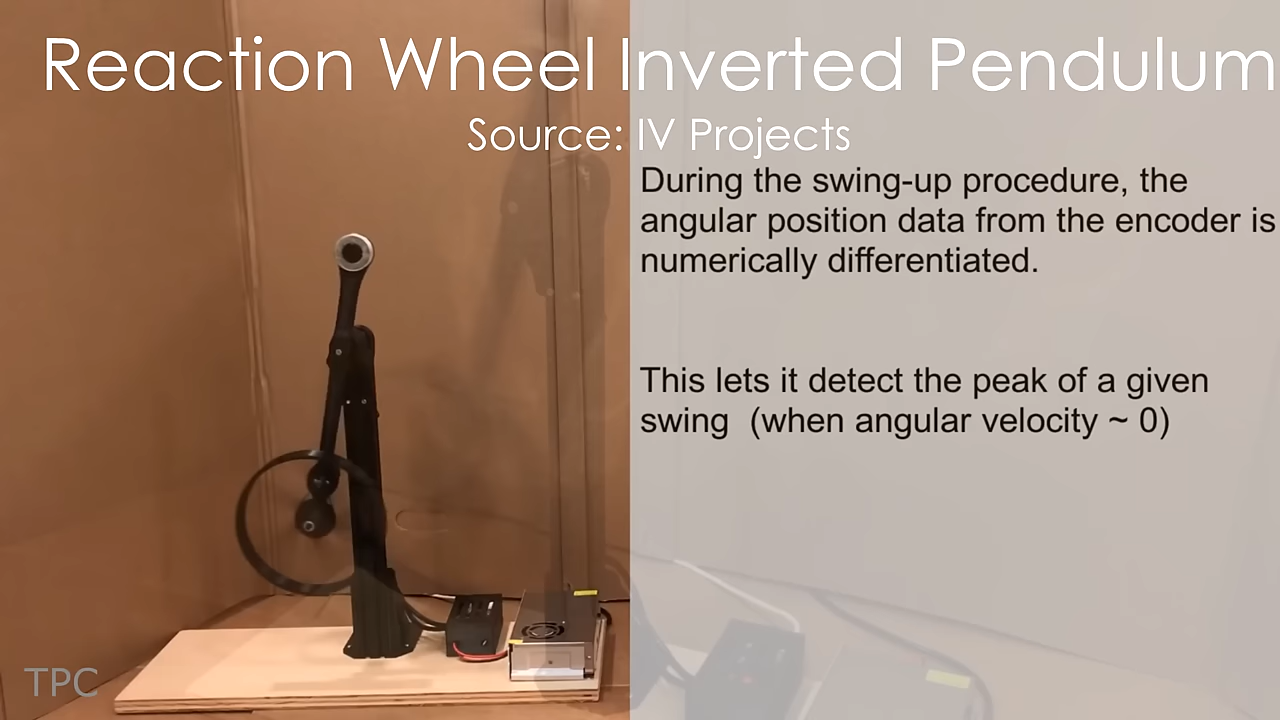 Reaction Wheel Inverted Pendulum
Source: IV Projects
During the swing-up procedure, the
angular position data from the encoder is
numerically differentiated.
This lets it detect the peak of a given
swing (when angular velocity ~ 0)
TPC